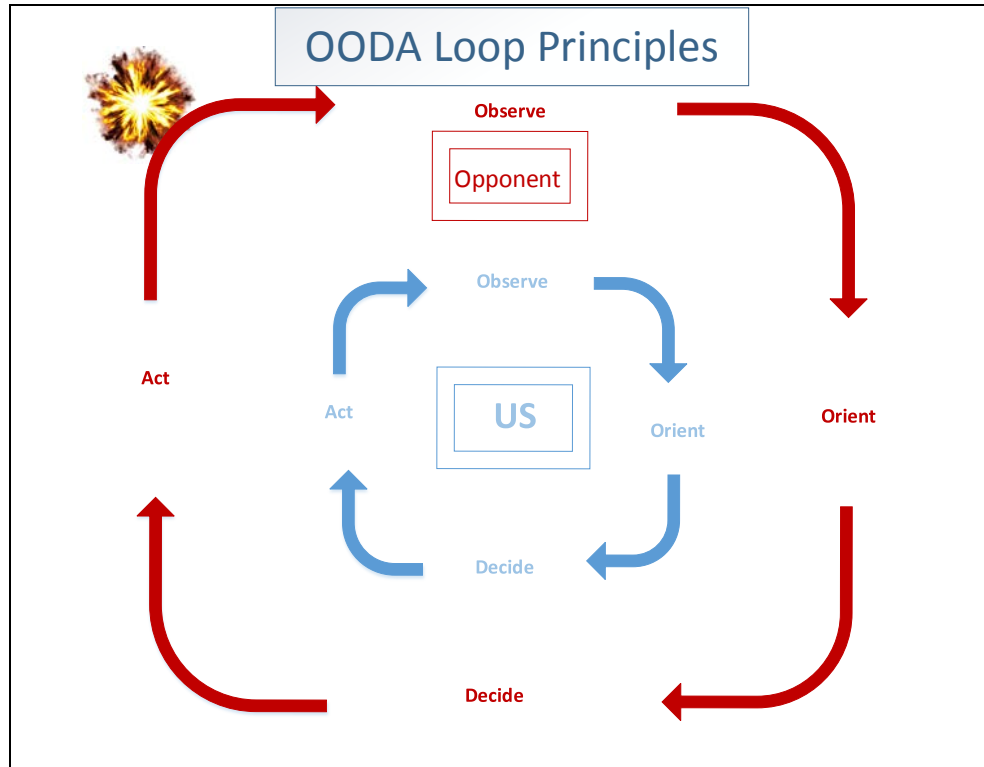 OODA Loop Principles
Observe
Opponent
Observe
Act
Act
US
Orient
Orient
Decide
Decide